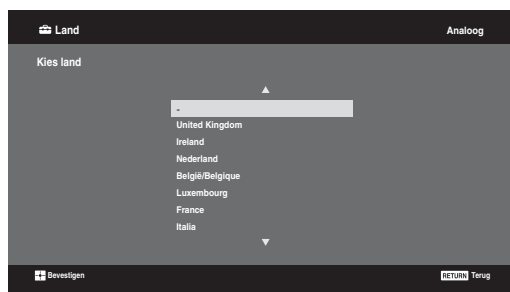 Land
Analoog
Kies land
-
United Kingdom
Ireland
Nederland
België/Belgique
Luxembourg
France
Italia
Bevestigen
RETURN Terug